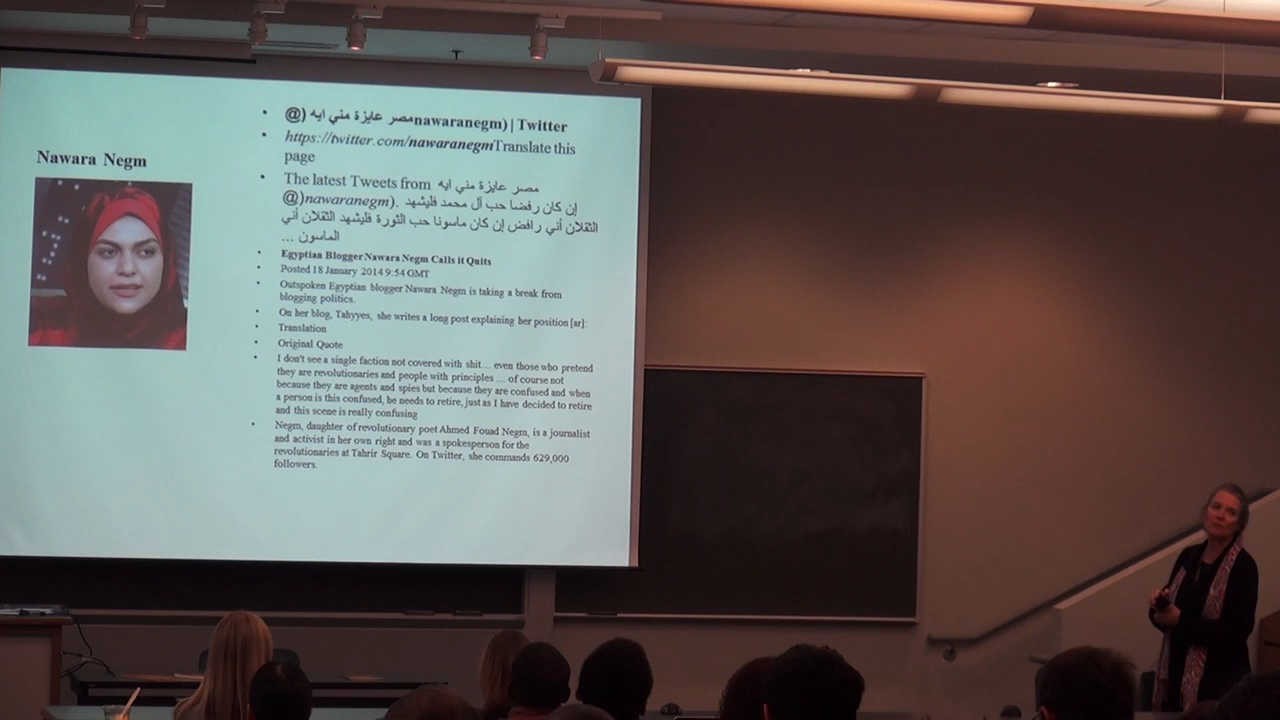 Nawara Negm
• مصر عايزة مني ايه (@nawaranegm) | Twitter
• https://twitter.com/nawaranegmTranslate this
page
• The latest Tweets from مصر عايزة مني ايه
(@nawaranegm). إن كان رفضا حب آل محمد فليشهد
الثقلان أني رافض إن كان ماسونا حب الثورة فليشهد الثقلان أني
الماسون ...
• Egyptian Blogger Nawara Negm Calls it Quits
• Posted 18 January 2014 9:54 GMT
• Outspoken Egyptian blogger Nawara Negm is taking a break from
blogging politics.
• On her blog, Tahyyes, she writes a long post explaining her position [ar]:
• Translation
• Original Quote
• I don't see a single faction not covered with shit… even those who pretend
they are revolutionaries and people with principles … of course not
because they are agents and spies but because they are confused and when
a person is this confused, he needs to retire, just as I have decided to retire
and this scene is really confusing
• Negm, daughter of revolutionary poet Ahmed Fouad Negm, is a journalist
and activist in her own right and was a spokesperson for the
revolutionaries at Tahrir Square. On Twitter, she commands 629,000
followers.